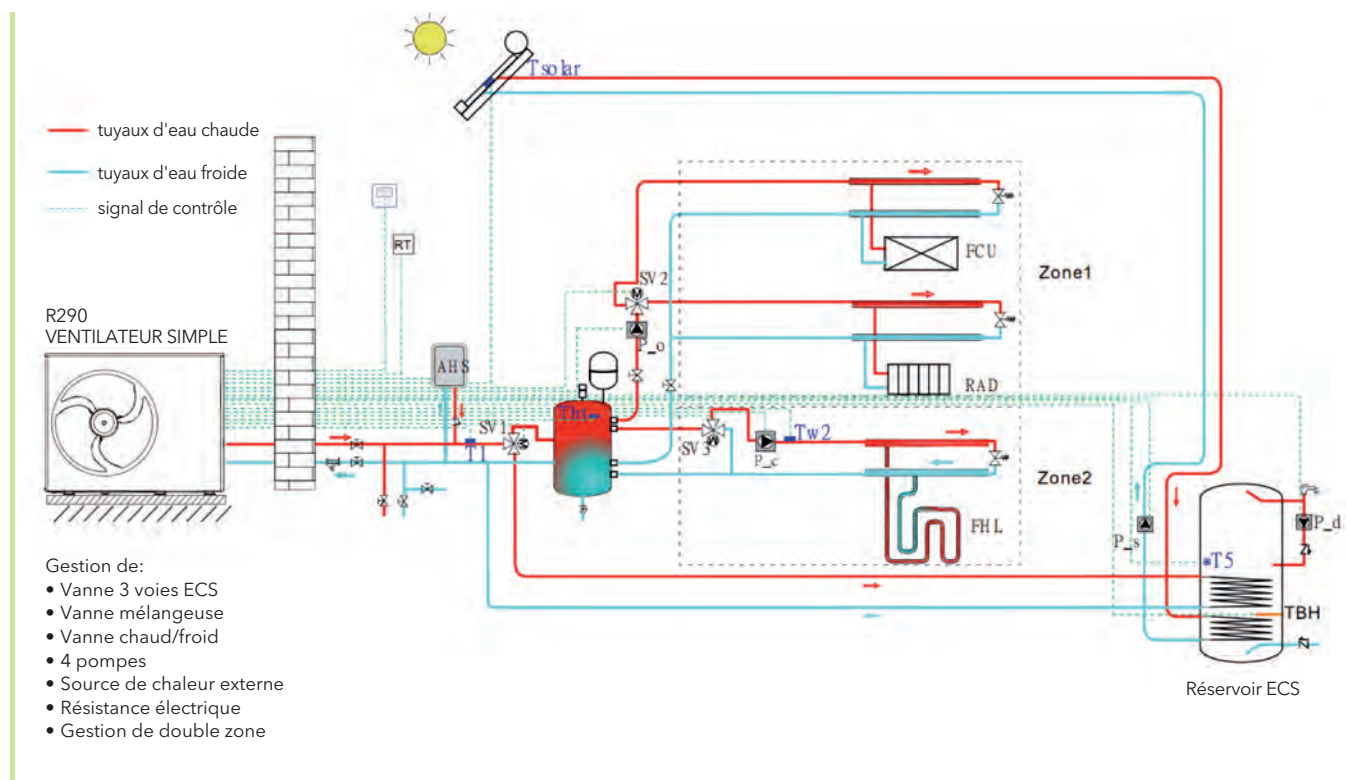 Tsolar
tuyaux d'eau chaude
tuyaux d'eau froide
signal de contrôle
RT
R290
VENTILATEUR SIMPLE
SV2
FCU
Zone1
P_o
AHS
RAD
SV1
T1
SV3
P_c
Tw2
Zone2
FHL
P_s
P_d
T5
TBH
Réservoir ECS
Gestion de:
• Vanne 3 voies ECS
• Vanne mélangeuse
• Vanne chaud/froid
• 4 pompes
• Source de chaleur externe
• Résistance électrique
• Gestion de double zone